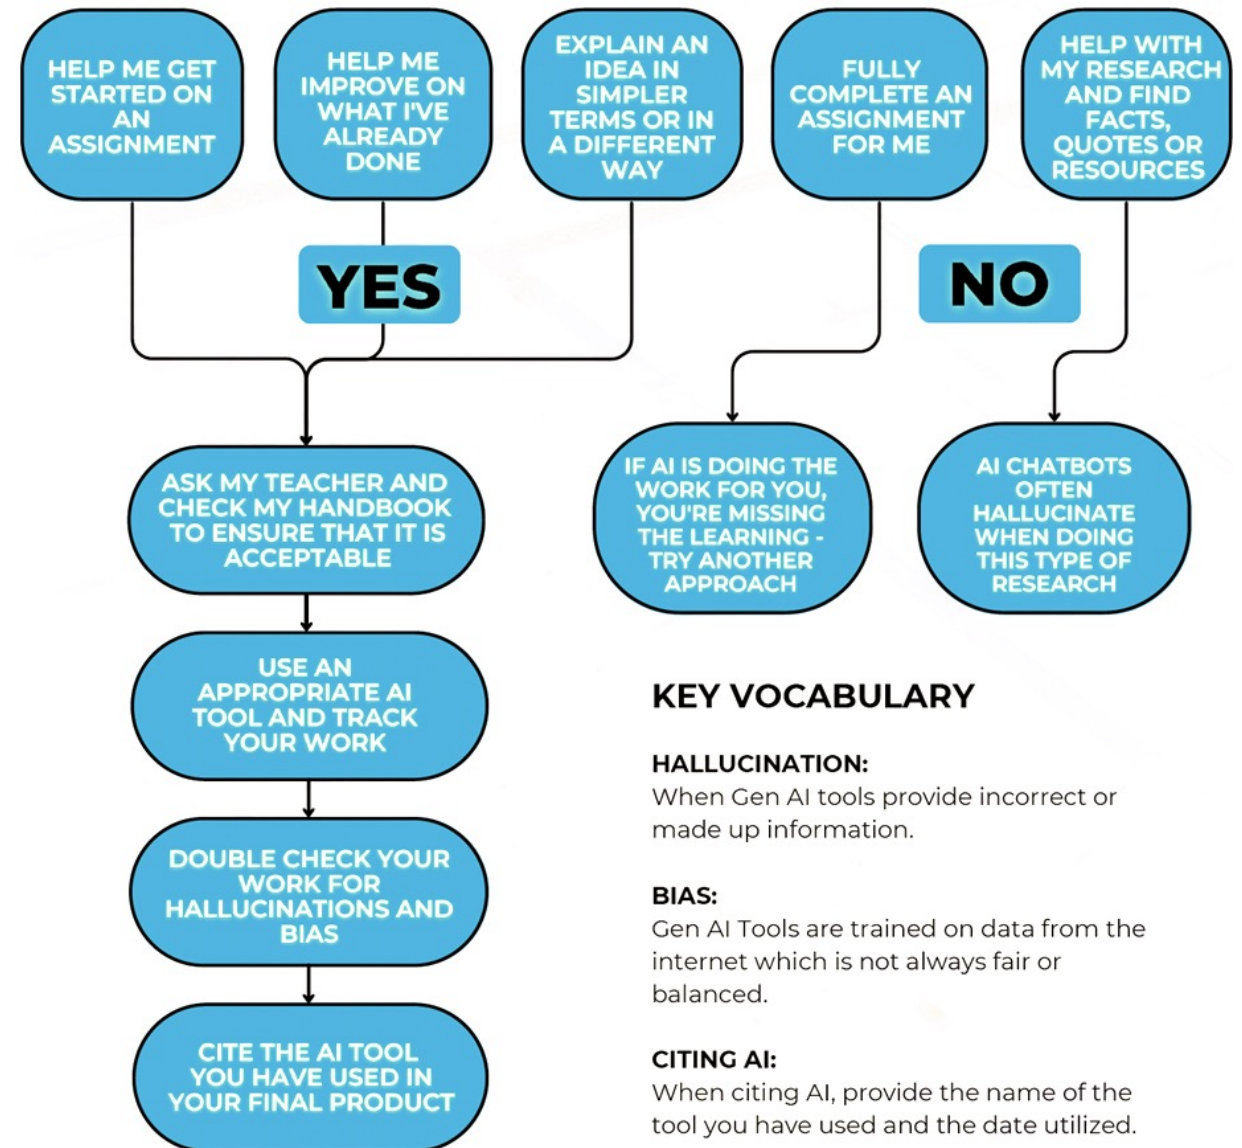 HELP ME GET
STARTED ON
AN
ASSIGNMENT
HELP ME
IMPROVE ON
WHAT I'VE
ALREADY
DONE
EXPLAIN AN
IDEA IN
SIMPLER
TERMS OR IN
A DIFFERENT
WAY
FULLY
COMPLETE AN
ASSIGNMENT
FOR ME
HELP WITH
MY RESEARCH
AND FIND
FACTS,
QUOTES OR
RESOURCES
YES
NO
ASK MY TEACHER AND
CHECK MY HANDBOOK
TO ENSURE THAT IT IS
ACCEPTABLE
IF AI IS DOING THE
WORK FOR YOU,
YOU'RE MISSING
THE LEARNING -
TRY ANOTHER
APPROACH
AI CHATBOTS
OFTEN
HALLUCINATE
WHEN DOING
THIS TYPE OF
RESEARCH
USE AN
APPROPRIATE AI
TOOL AND TRACK
YOUR WORK
DOUBLE CHECK YOUR
WORK FOR
HALLUCINATIONS AND
BIAS
CITE THE AI TOOL
YOU HAVE USED IN
YOUR FINAL PRODUCT
KEY VOCABULARY
HALLUCINATION:
When Gen AI tools provide incorrect or
made up information.
BIAS:
Gen AI Tools are trained on data from the
internet which is not always fair or
balanced.
CITING AI:
When citing AI, provide the name of the
tool you have used and the date utilized.